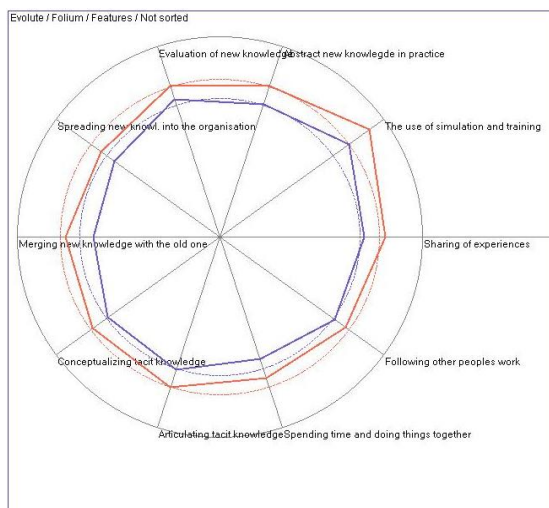 Evolute / Folium / Features / Not sorted
Evaluation of new knowledge
Abstract new knowlegde in practice
Spreading new knowl. into the organisation
The use of simulation and training
Merging new knowledge with the old one
Sharing of experiences
Conceptualizing tacit knowledge
Following other peoples work
Articulating tacit knowledge
Spending time and doing things together